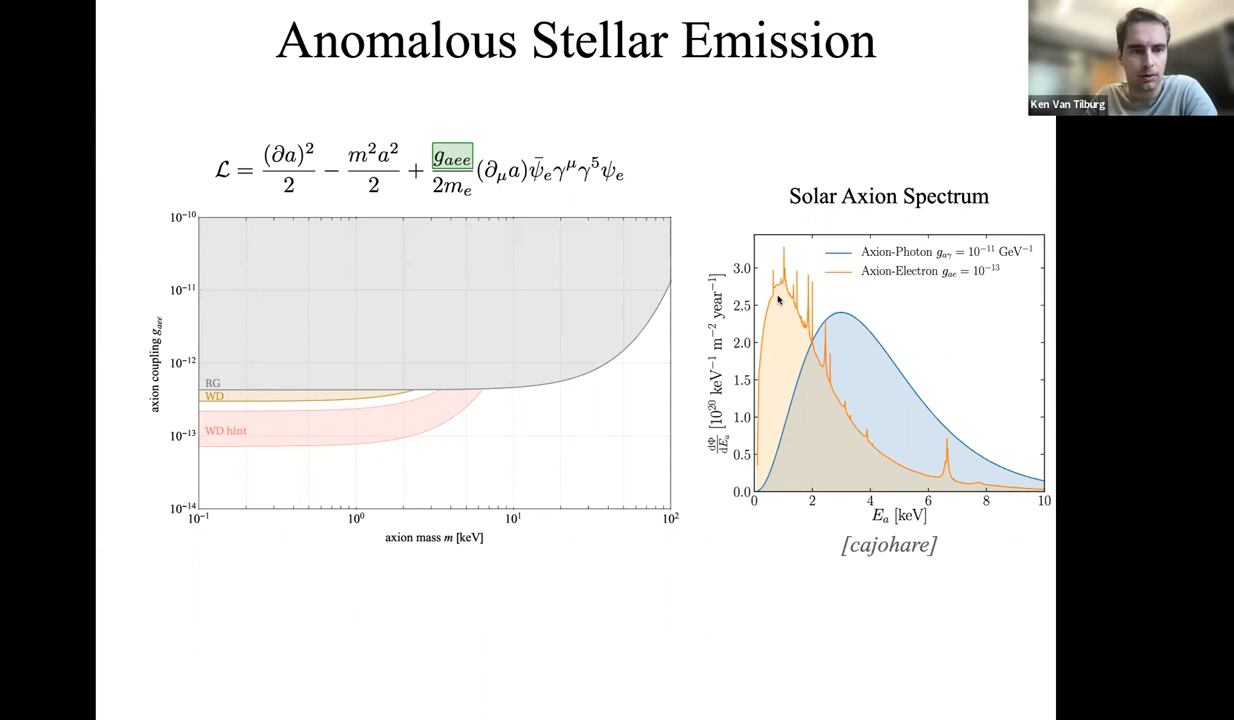 Anomalous Stellar Emission
Ken Van Tilburg
ℒ = (∂a)²/2 − m²a²/2 + g_aee/2m_e (∂_μ a) ψ̄_e γ^μ γ^5 ψ_e
axion coupling g_aee
10⁻¹⁰
10⁻¹¹
10⁻¹²
10⁻¹³
10⁻¹⁴
RG
WD
WD hint
10⁻¹ 10⁰ 10¹ 10²
axion mass m [keV]
Solar Axion Spectrum
dΦ/dE_a [10²⁰ keV⁻¹ m⁻² year⁻¹]
3.0
2.5
2.0
1.5
1.0
0.5
0.0
Axion-Photon g_aγ = 10⁻¹¹ GeV⁻¹
Axion-Electron g_ae = 10⁻¹³
0 2 4 6 8 10
E_a [keV]
[cajohare]